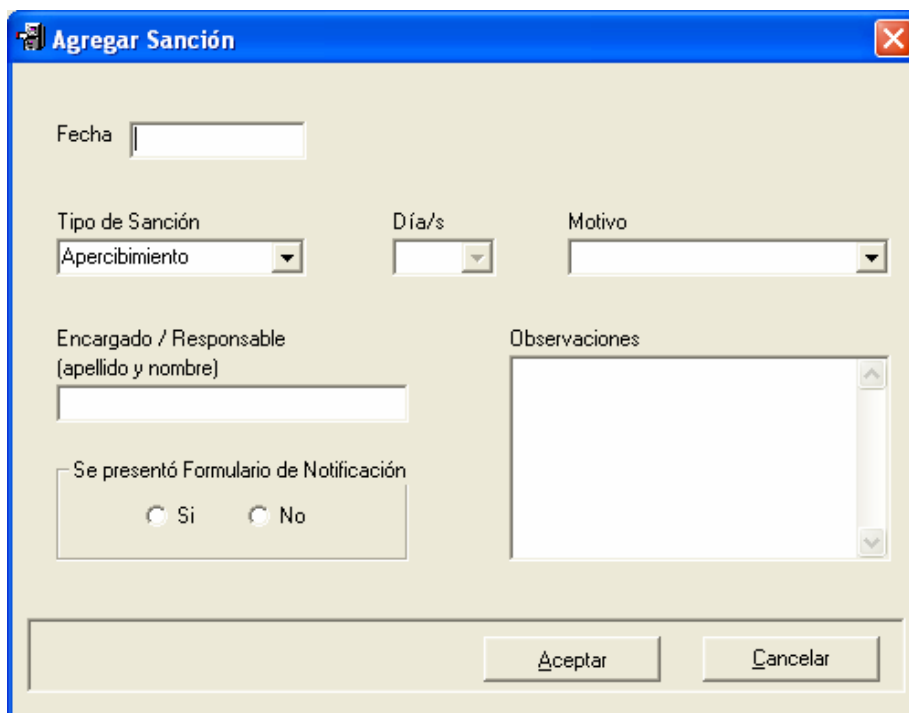 Agregar Sanción
Fecha
Tipo de Sanción
Día/s
Motivo
Apercibimiento
Encargado / Responsable
(apellido y nombre)
Observaciones
Se presentó Formulario de Notificación
Si
No
Aceptar
Cancelar